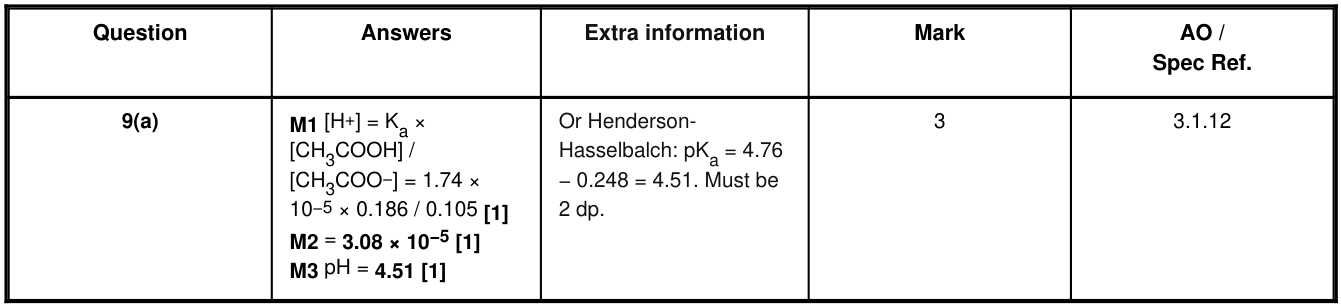 Question Answers Extra information Mark AO /
Spec Ref.
9(a)
M1 [H+] = Kₐ ×
[CH₃COOH] /
[CH₃COO⁻] = 1.74 ×
10⁻⁵ × 0.186 / 0.105 [1]
M2 = 3.08 × 10⁻⁵ [1]
M3 pH = 4.51 [1]
Or Henderson-
Hasselbalch: pKₐ = 4.76
− 0.248 = 4.51. Must be
2 dp.
3
3.1.12